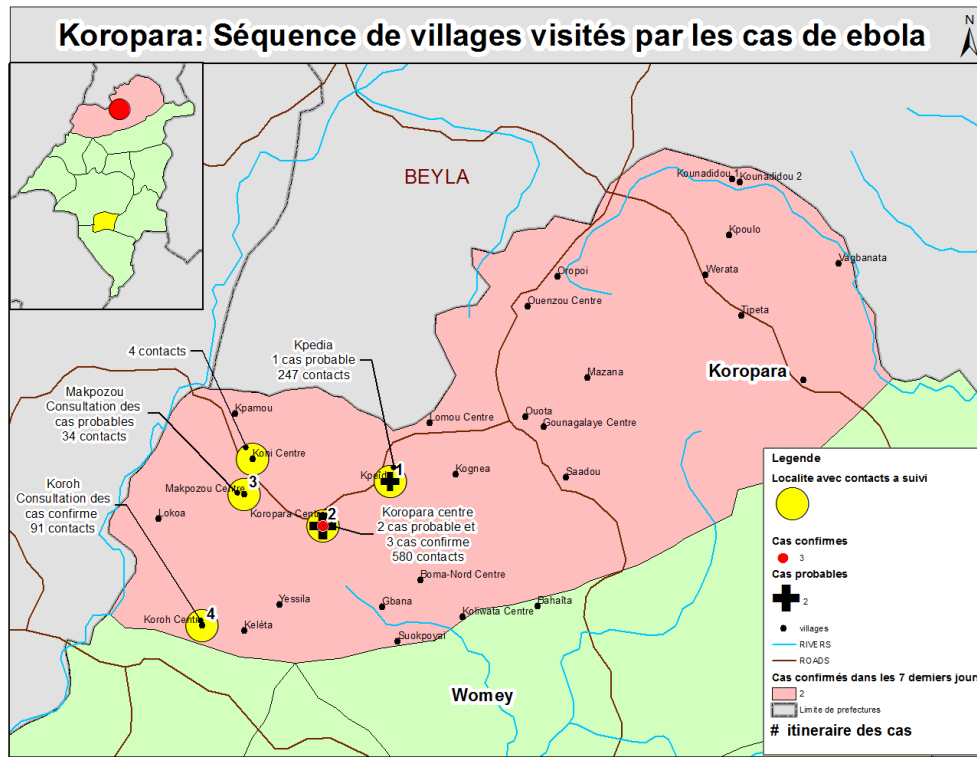 Koropara: Séquence de villages visités par les cas de ebola
N
BEYLA
Kounadidou 1
Kounadidou 2
Kpoulo
Vagbanata
Werata
Oropoi
Ouenzou Centre
Tipeta
4 contacts
Kpedia
1 cas probable
247 contacts
Mazana
Koropara
Makpozou
Consultation des
cas probables
34 contacts
Kpamou
Lomou Centre
Ouota
Gounagalaye Centre
Koni Centre
1
Kognea
Saadou
3
Makpozou Centre
Koroh
Consultation des
cas confirme
91 contacts
Lokoa
Koropara Centre
2
Koropara centre
2 cas probable et
3 cas confirme
580 contacts
Boma-Nord Centre
Yessila
Gbana
Bahaïta
Koliwata Centre
Koroh Centre
4
Keléta
Suokpoyai
Womey
Legende
Localite avec contacts a suivi
Cas confirmes
3
Cas probables
2
villages
RIVERS
ROADS
Cas confirmés dans les 7 derniers jours
2
Limite de prefectures
# itineraire des cas